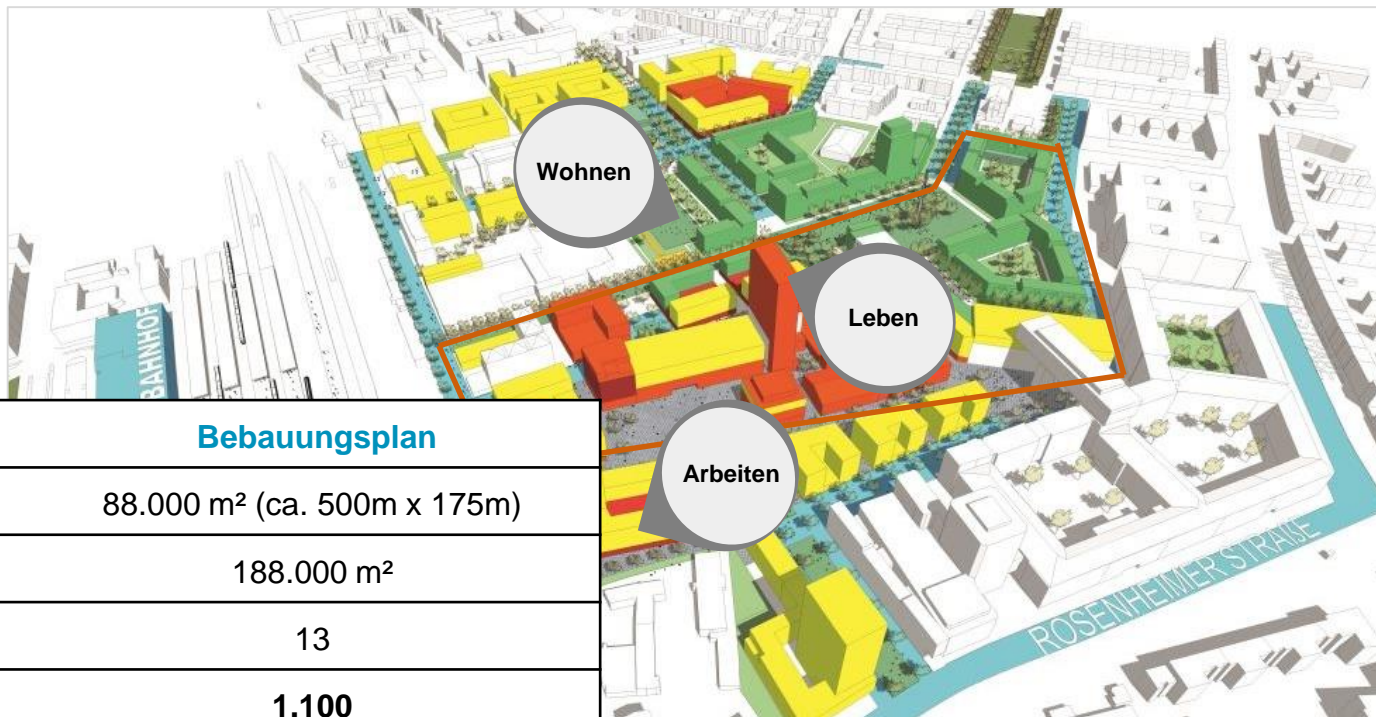 Wohnen
Leben
BAHNHOF
Arbeiten
Bebauungsplan
88.000 m² (ca. 500m x 175m)
188.000 m²
13
1.100
ROSENHEIMER STRAßE